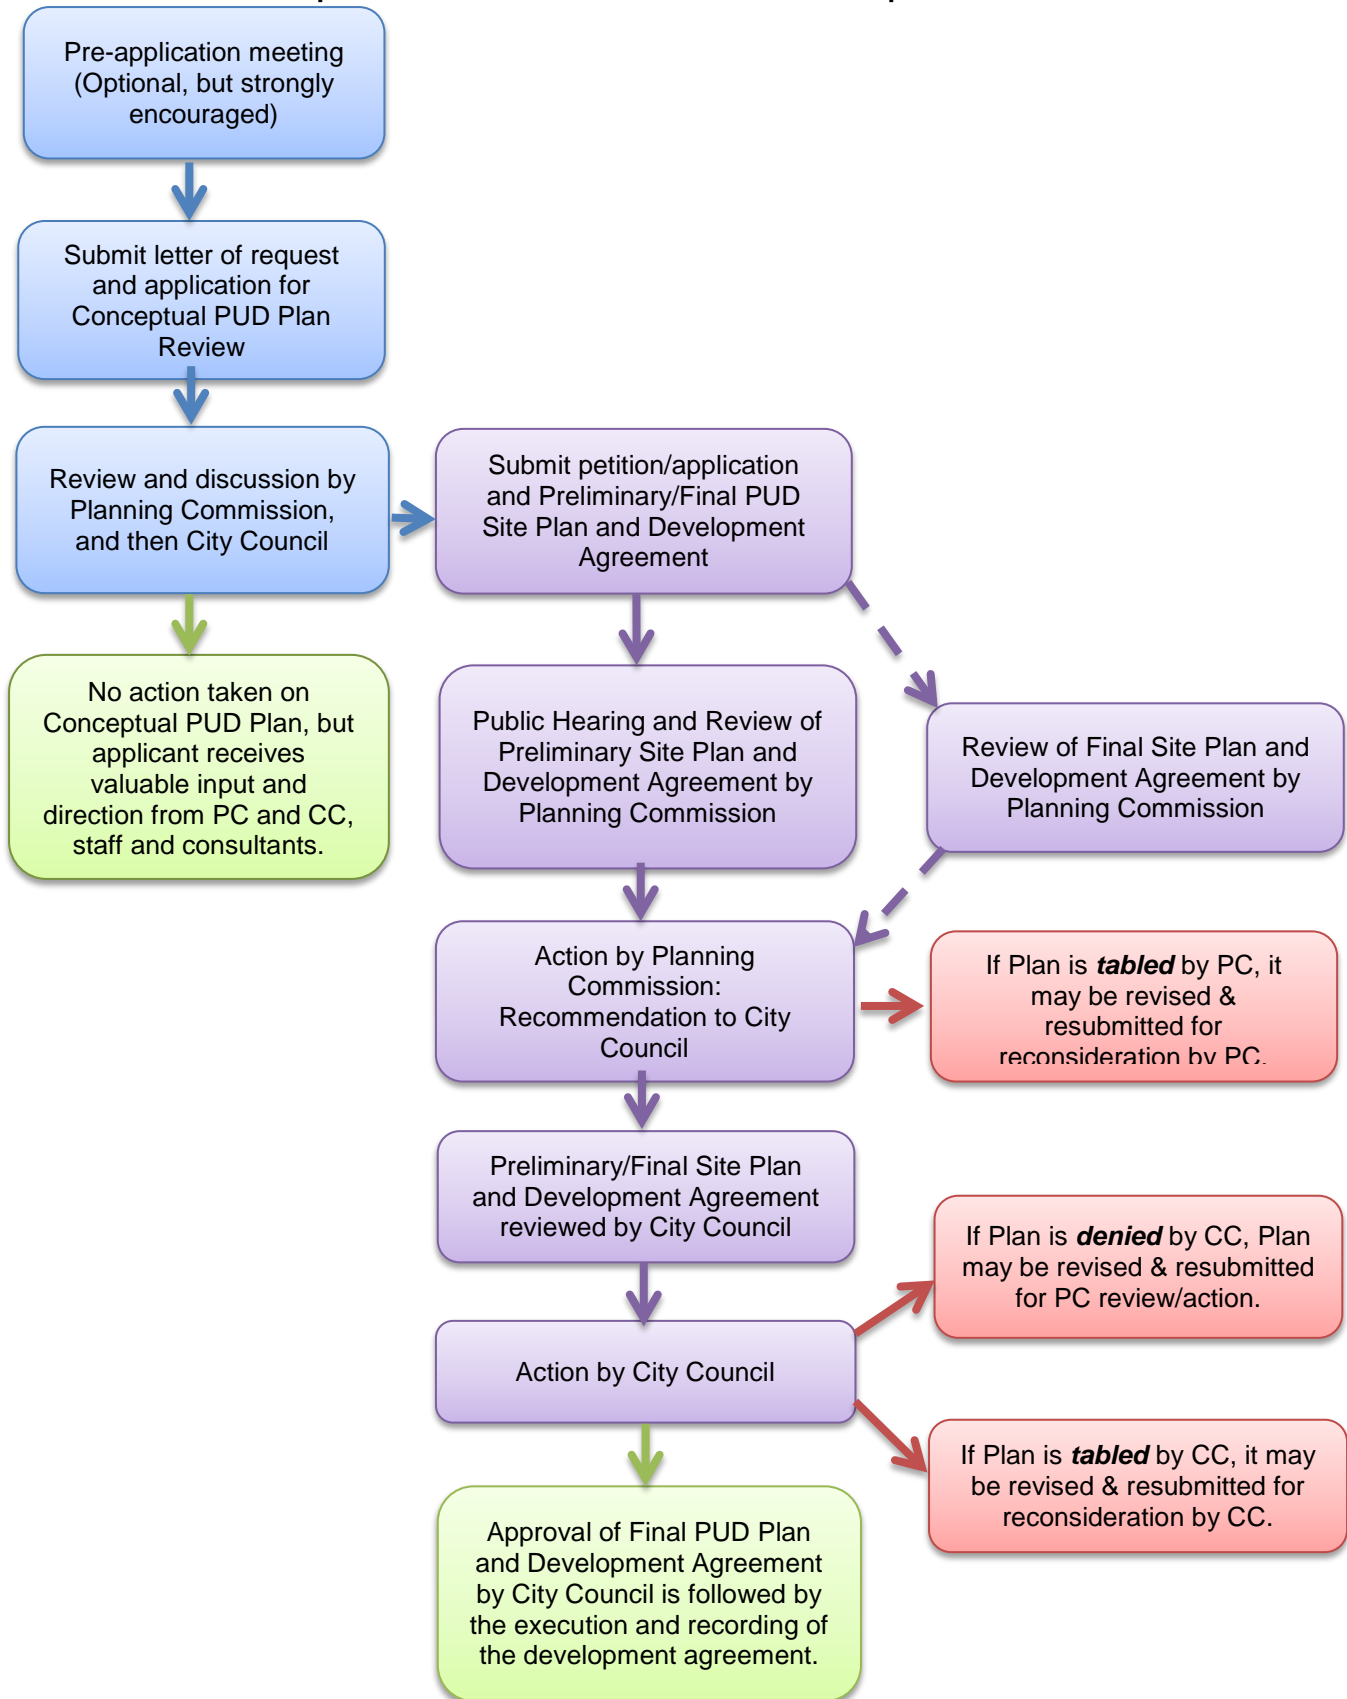 Pre-application meeting
(Optional, but strongly
encouraged)
Submit letter of request
and application for
Conceptual PUD Plan
Review
Review and discussion by
Planning Commission,
and then City Council
No action taken on
Conceptual PUD Plan, but
applicant receives
valuable input and
direction from PC and CC,
staff and consultants.
Submit petition/application
and Preliminary/Final PUD
Site Plan and Development
Agreement
Public Hearing and Review of
Preliminary Site Plan and
Development Agreement by
Planning Commission
Review of Final Site Plan and
Development Agreement by
Planning Commission
Action by Planning
Commission:
Recommendation to City
Council
If Plan is tabled by PC, it
may be revised &
resubmitted for
reconsideration by PC.
Preliminary/Final Site Plan
and Development Agreement
reviewed by City Council
If Plan is denied by CC, Plan
may be revised & resubmitted
for PC review/action.
Action by City Council
If Plan is tabled by CC, it may
be revised & resubmitted for
reconsideration by CC.
Approval of Final PUD Plan
and Development Agreement
by City Council is followed by
the execution and recording of
the development agreement.